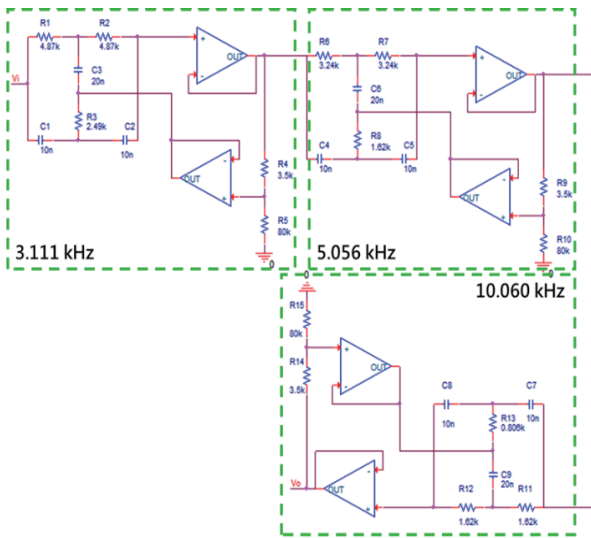 R1
4.87k
R2
4.87k
Vi
C3
20n
R3
2.49k
C1
10n
C2
10n
+
-
OUT
-
+
OUT
R4
3.5k
R5
80k
0
3.111 kHz
R6
3.24k
R7
3.24k
C6
20n
R8
1.62k
C4
10n
C5
10n
+
-
OUT
-
+
OUT
R9
3.5k
R10
80k
0
5.056 kHz
0
10.060 kHz
R15
80k
R14
3.5k
+
-
OUT
C8
10n
C7
10n
R13
0.806k
C9
20n
R12
1.62k
R11
1.62k
-
+
OUT
Vo